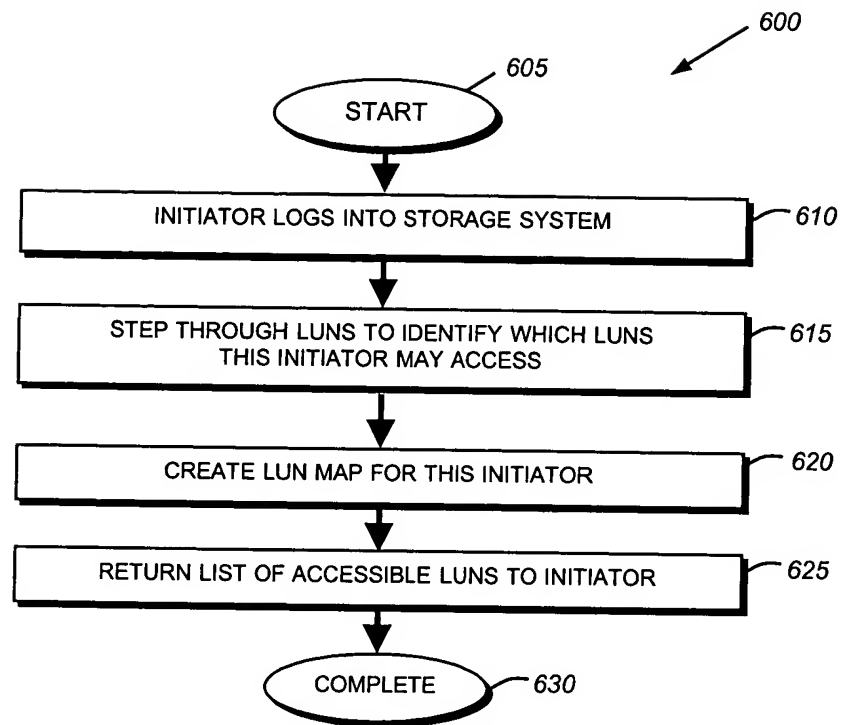 600
605
START
INITIATOR LOGS INTO STORAGE SYSTEM
610
STEP THROUGH LUNS TO IDENTIFY WHICH LUNS
THIS INITIATOR MAY ACCESS
615
CREATE LUN MAP FOR THIS INITIATOR
620
RETURN LIST OF ACCESSIBLE LUNS TO INITIATOR
625
COMPLETE
630